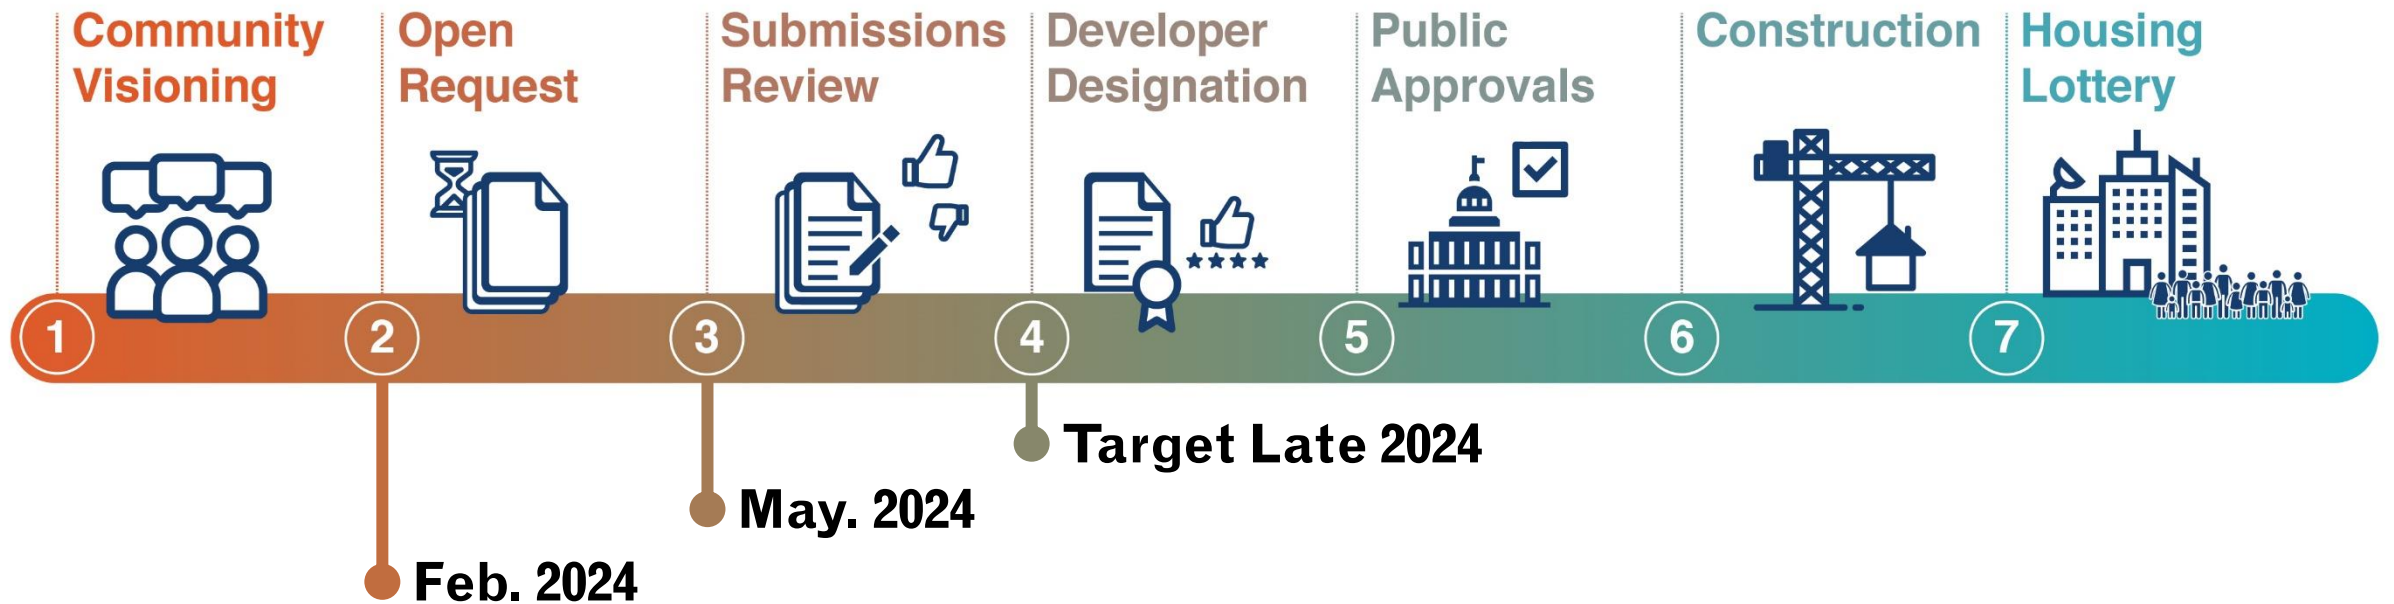 Community
Visioning
Open
Request
Submissions
Review
Developer
Designation
Public
Approvals
Construction
Housing
Lottery
1
2
3
4
5
6
7
Target Late 2024
May. 2024
Feb. 2024